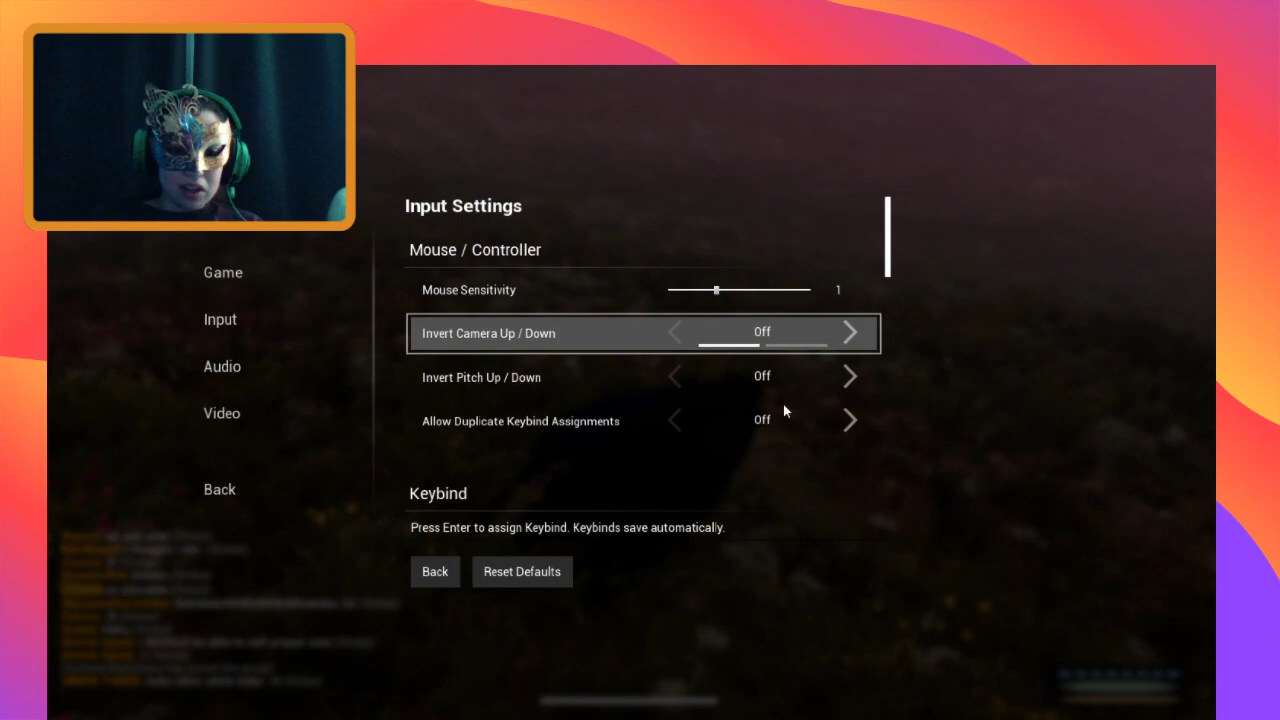 Input Settings
Mouse / Controller
Mouse Sensitivity 1
Invert Camera Up / Down Off
Invert Pitch Up / Down Off
Allow Duplicate Keybind Assignments Off
Keybind
Press Enter to assign Keybind. Keybinds save automatically.
Back Reset Defaults
Game
Input
Audio
Video
Back